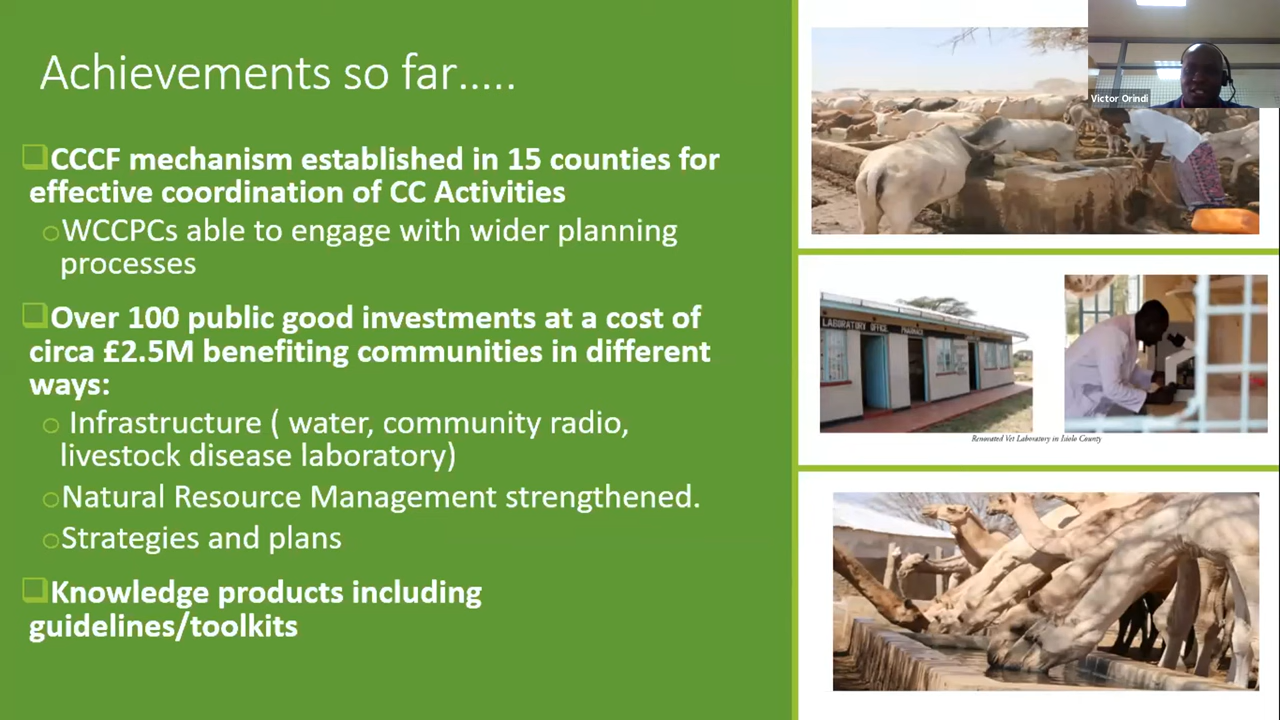 Achievements so far.....
CCCF mechanism established in 15 counties for
effective coordination of CC Activities
WCCPCs able to engage with wider planning
processes
Over 100 public good investments at a cost of
circa £2.5M benefiting communities in different
ways:
Infrastructure ( water, community radio,
livestock disease laboratory)
Natural Resource Management strengthened.
Strategies and plans
Knowledge products including
guidelines/toolkits
Victor Orindi
LABORATORY OFFICE PHARMACY
Renovated Vet Laboratory in Isiolo County